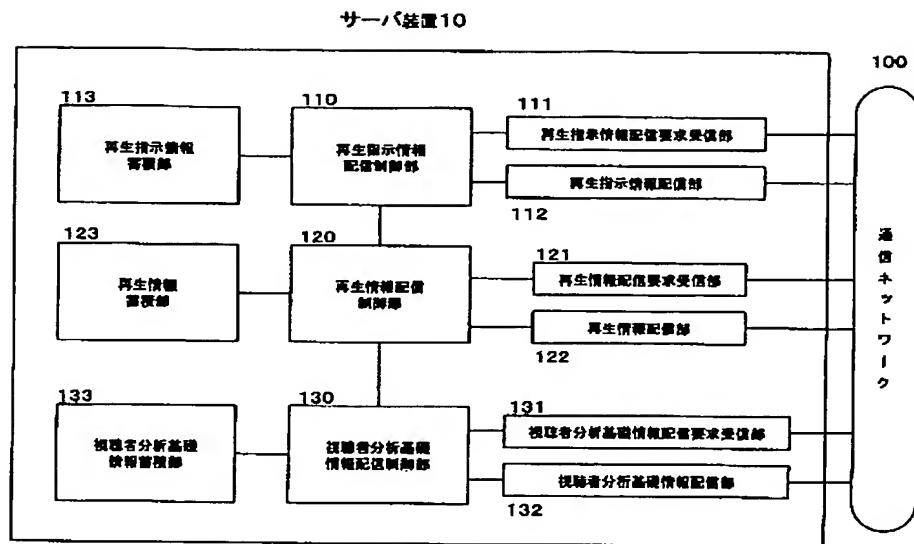 サーバ装置10
100
113
再生指示情報
蓄積部
110
再生指示情報
配信制御部
111
再生指示情報配信要求受信部
再生指示情報配信部
112
123
再生情報
蓄積部
120
再生情報配信
制御部
121
再生情報配信要求受信部
再生情報配信部
122
133
視聴者分析基礎
情報蓄積部
130
視聴者分析基礎
情報配信制御部
131
視聴者分析基礎情報配信要求受信部
視聴者分析基礎情報配信部
132
通信ネットワーク